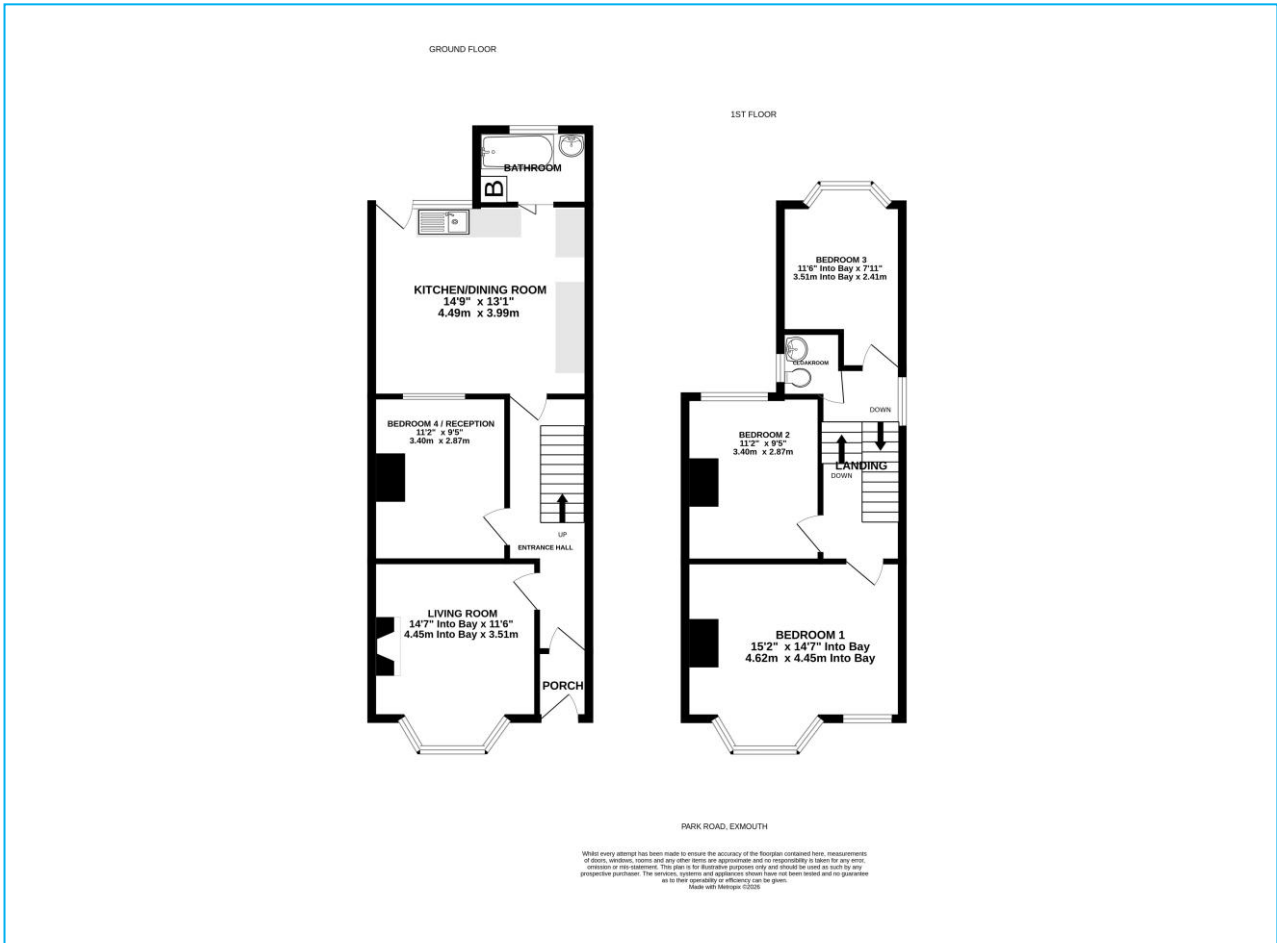 GROUND FLOOR
BATHROOM
B
KITCHEN/DINING ROOM
14'9" x 13'1"
4.49m x 3.99m
BEDROOM 4 / RECEPTION
11'2" x 9'5"
3.40m x 2.87m
UP
ENTRANCE HALL
LIVING ROOM
14'7" Into Bay x 11'6"
4.45m Into Bay x 3.51m
PORCH
1ST FLOOR
BEDROOM 3
11'6" Into Bay x 7'11"
3.51m Into Bay x 2.41m
CLOAKROOM
DOWN
BEDROOM 2
11'2" x 9'5"
3.40m x 2.87m
LANDING
DOWN
BEDROOM 1
15'2" x 14'7" Into Bay
4.62m x 4.45m Into Bay
PARK ROAD, EXMOUTH
Whilst every attempt has been made to ensure the accuracy of the floorplan contained here, measurements
of doors, windows, rooms and any other items are approximate and no responsibility is taken for any error,
omission or mis-statement. This plan is for illustrative purposes only and should be used as such by any
prospective purchaser. The services, systems and appliances shown have not been tested and no guarantee
as to their operability or efficiency can be given.
Made with Metropix ©2026